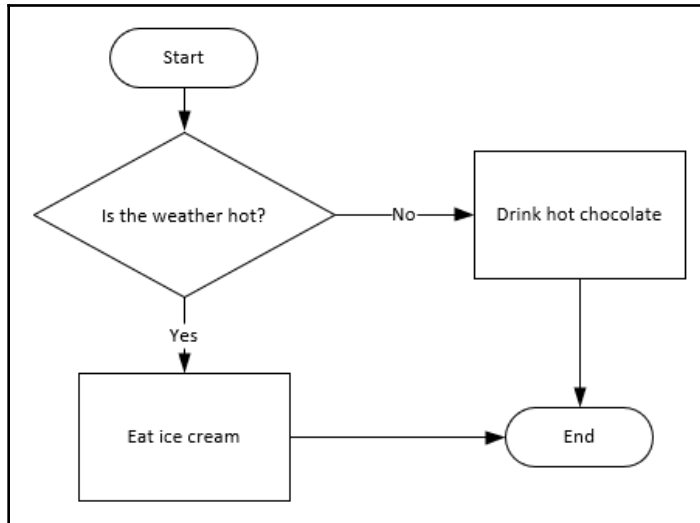 Start
Is the weather hot?
No
Drink hot chocolate
Yes
Eat ice cream
End